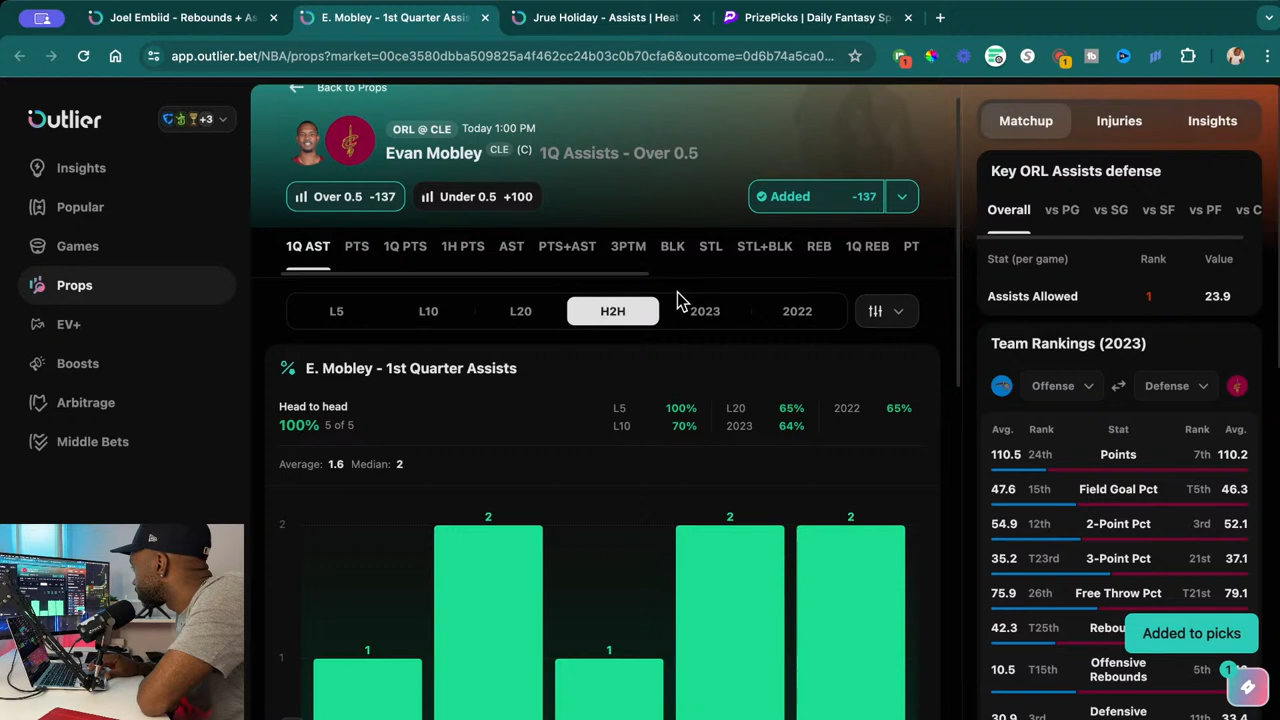 Joel Embiid - Rebounds + As
E. Mobley - 1st Quarter Assis
Jrue Holiday - Assists | Heat
PrizePicks | Daily Fantasy Sp
app.outlier.bet/NBA/props?market=00ce3580dbba509825a4962cc24b03c0b70cfa6&outcome=0d6b74a5c0...
Outlier
+3
Insights
Popular
Games
Props
EV+
Boosts
Arbitrage
Middle Bets
Back to Props
ORL @ CLE Today 1:00 PM
Evan Mobley CLE (C) 1Q Assists - Over 0.5
Over 0.5 -137 Under 0.5 +100 Added -137
1Q AST PTS 1Q PTS 1H PTS AST PTS+AST 3PTM BLK STL STL+BLK REB 1Q REB PT
L5 L10 L20 H2H 2023 2022
E. Mobley - 1st Quarter Assists
Head to head
100% 5 of 5
L5 100% L20 65% 2022 65%
L10 70% 2023 64%
Average: 1.6 Median: 2
2
1
1 2 1 2 2
Matchup Injuries Insights
Key ORL Assists defense
Overall vs PG vs SG vs SF vs PF vs C
Stat (per game) Rank Value
Assists Allowed 1 23.9
Team Rankings (2023)
Offense Defense
Avg. Rank Stat Rank Avg.
110.5 24th Points 7th 110.2
47.6 15th Field Goal Pct T5th 46.3
54.9 12th 2-Point Pct 3rd 52.1
35.2 T23rd 3-Point Pct 21st 37.1
75.9 26th Free Throw Pct T21st 79.1
42.3 T25th
Added to picks
10.5 T15th Offensive Rebounds 5th
1
30.9 3rd Defensive 11th 33.4